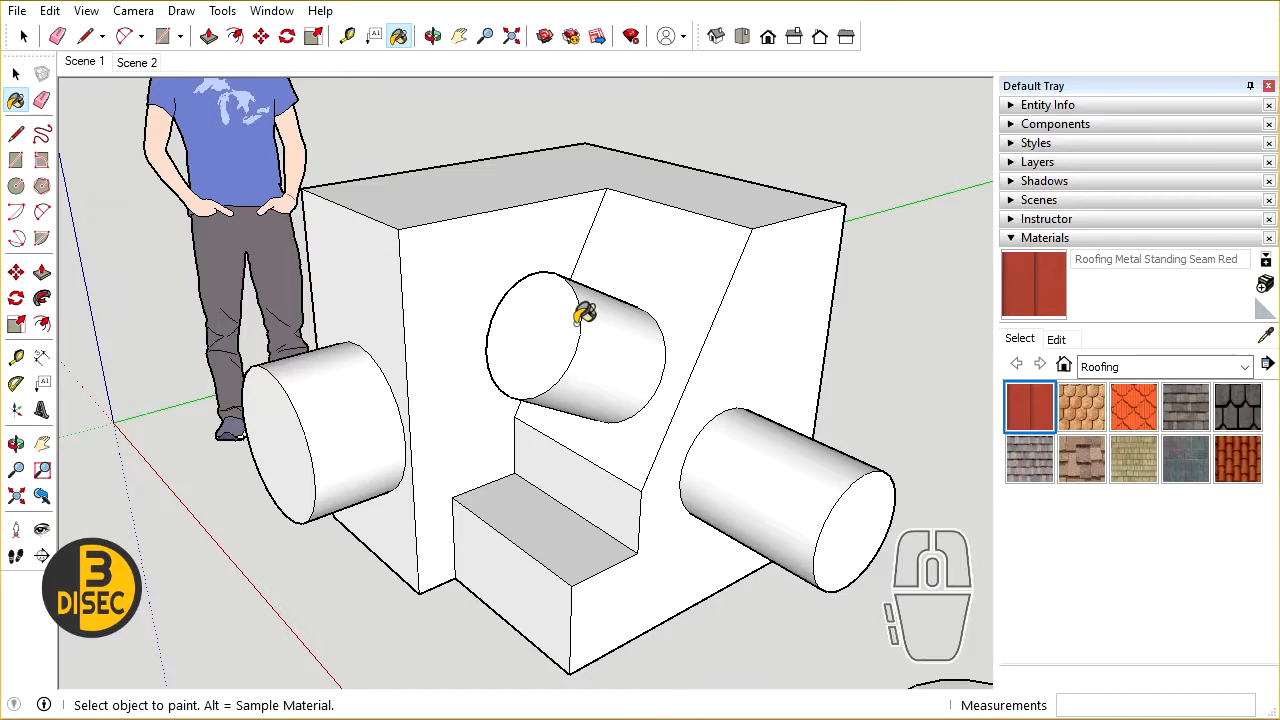 File Edit View Camera Draw Tools Window Help
A1
Scene 1 Scene 2
Default Tray
Entity Info
Components
Styles
Layers
Shadows
Scenes
Instructor
Materials
Roofing Metal Standing Seam Red
Select Edit
Roofing
A1
3
DISEC
Select object to paint. Alt = Sample Material.
Measurements